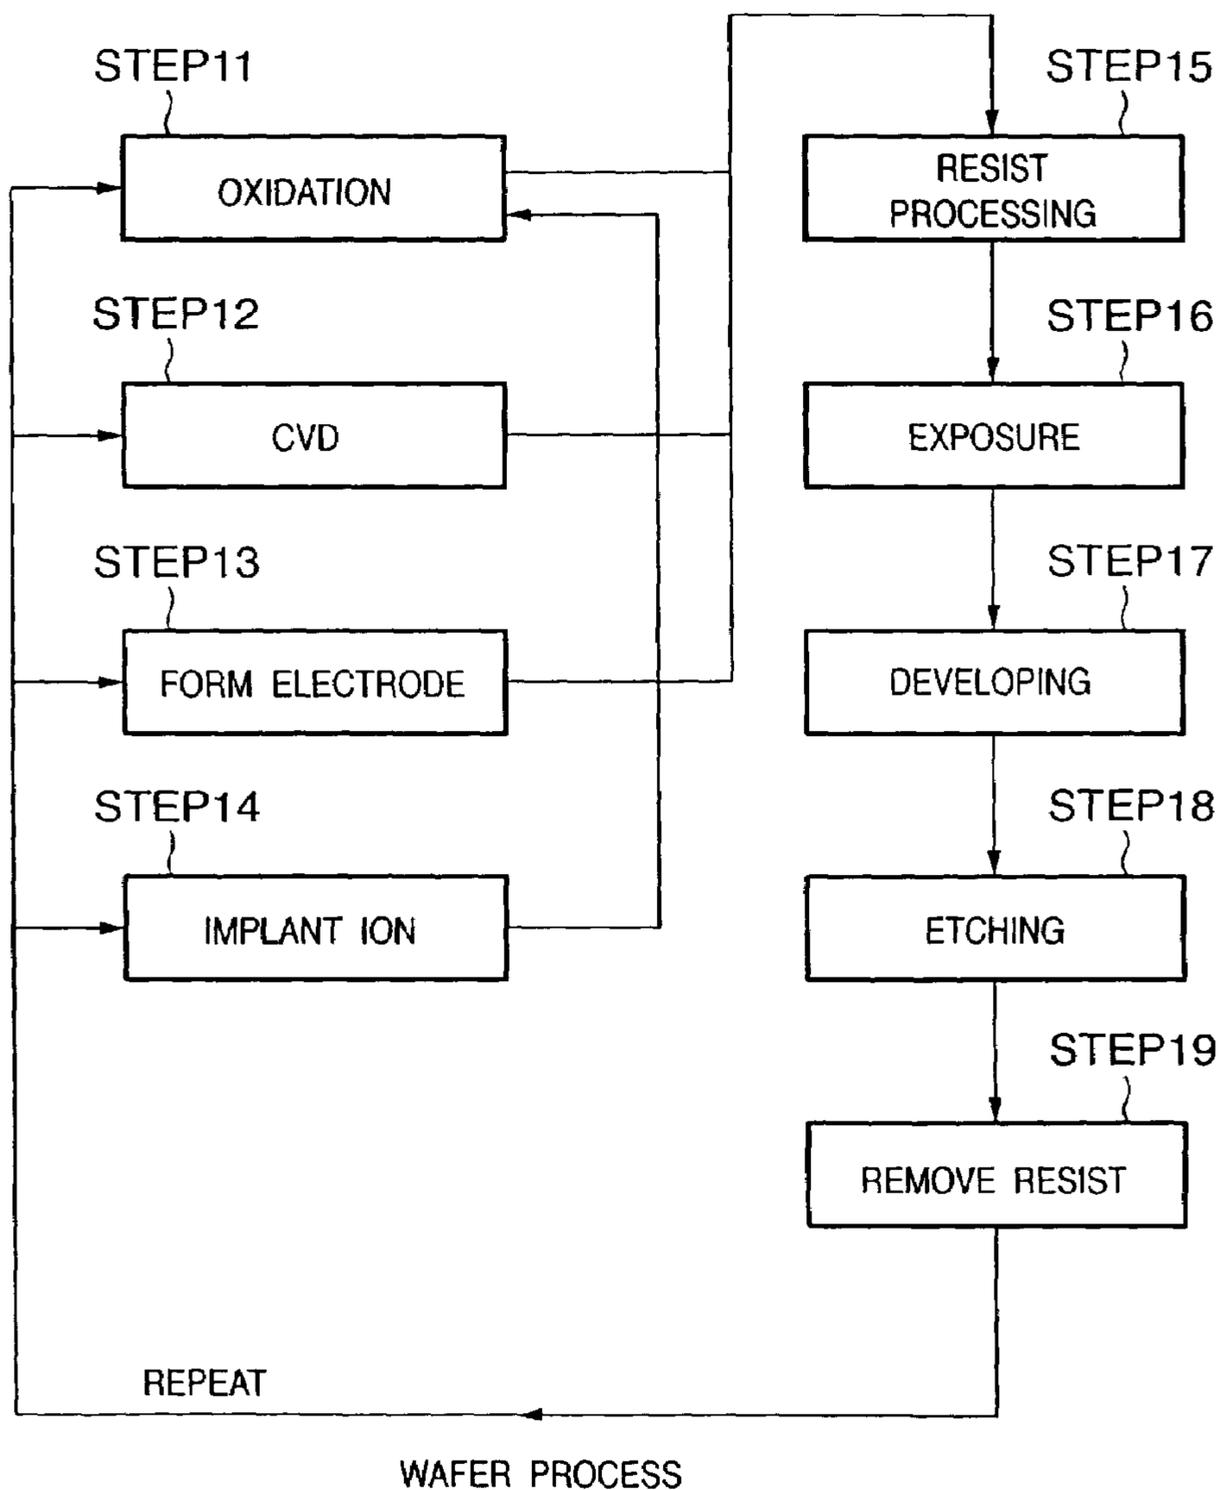 STEP11
OXIDATION
STEP12
CVD
STEP13
FORM ELECTRODE
STEP14
IMPLANT ION
STEP15
RESIST
PROCESSING
STEP16
EXPOSURE
STEP17
DEVELOPING
STEP18
ETCHING
STEP19
REMOVE RESIST
REPEAT
WAFER PROCESS